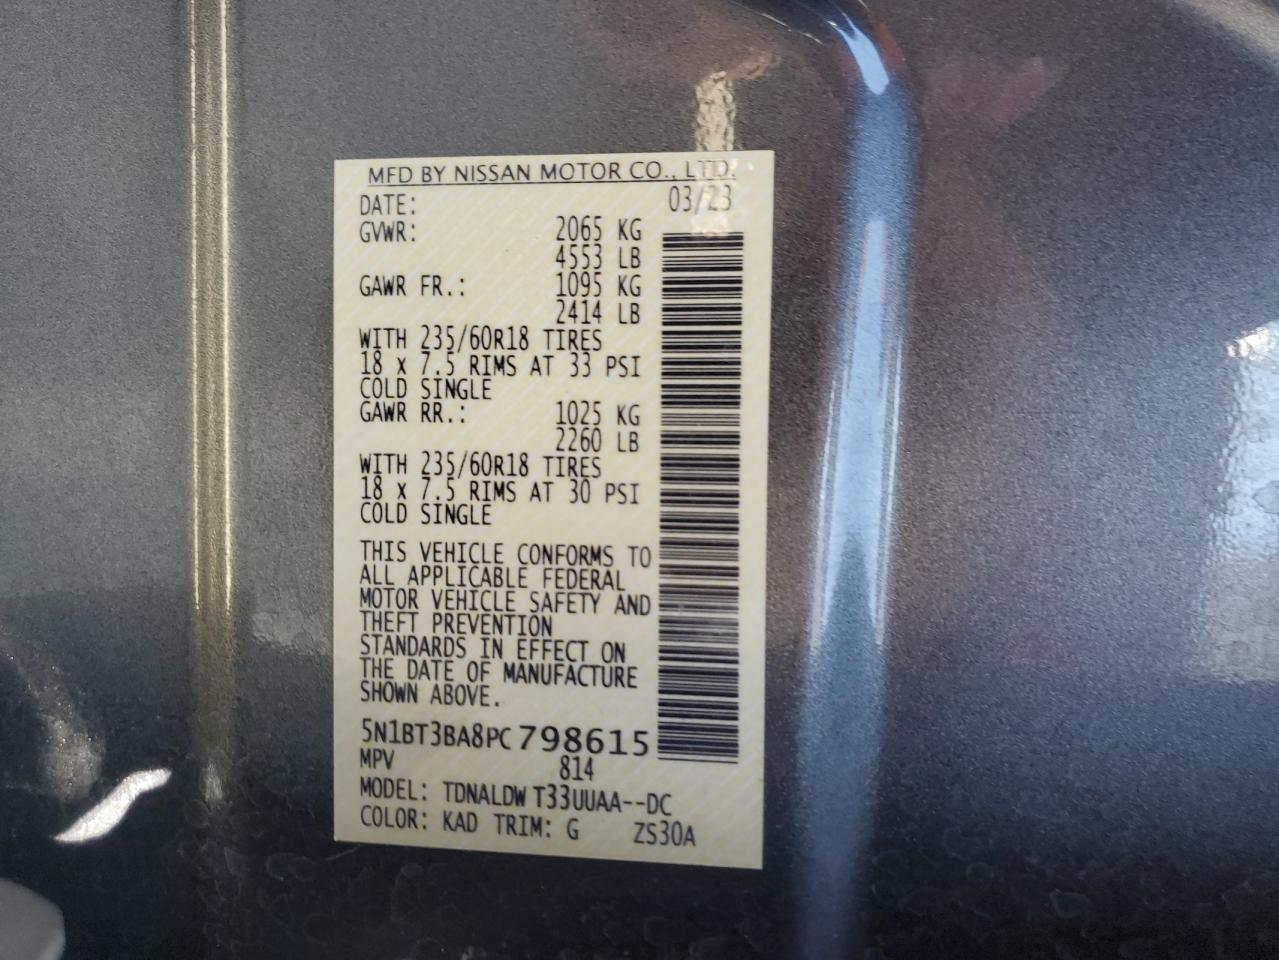 MFD BY NISSAN MOTOR CO., LTD.
DATE: 03/23
GVWR: 2065 KG
4553 LB
GAWR FR.: 1095 KG
2414 LB
WITH 235/60R18 TIRES
18 x 7.5 RIMS AT 33 PSI
COLD SINGLE
GAWR RR.: 1025 KG
2260 LB
WITH 235/60R18 TIRES
18 x 7.5 RIMS AT 30 PSI
COLD SINGLE
THIS VEHICLE CONFORMS TO
ALL APPLICABLE FEDERAL
MOTOR VEHICLE SAFETY AND
THEFT PREVENTION
STANDARDS IN EFFECT ON
THE DATE OF MANUFACTURE
SHOWN ABOVE.
5N1BT3BA8PC798615
MPV 814
MODEL: TDNALDW T33UUAA--DC
COLOR: KAD TRIM: G ZS30A